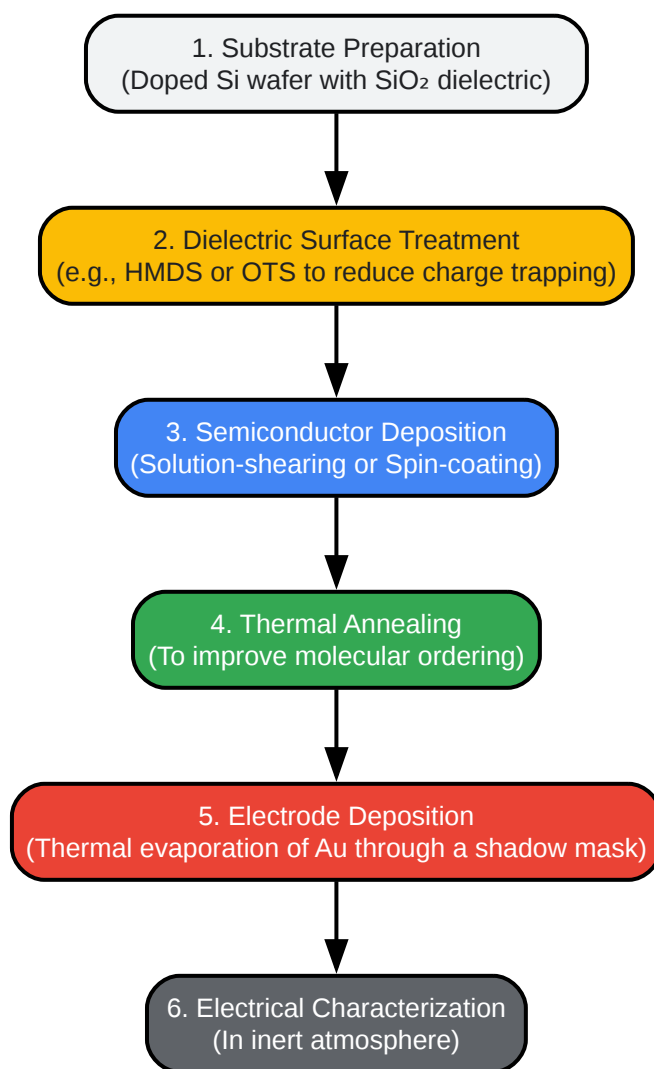 1. Substrate Preparation
(Doped Si wafer with SiO₂ dielectric)
2. Dielectric Surface Treatment
(e.g., HMDS or OTS to reduce charge trapping)
3. Semiconductor Deposition
(Solution-shearing or Spin-coating)
4. Thermal Annealing
(To improve molecular ordering)
5. Electrode Deposition
(Thermal evaporation of Au through a shadow mask)
6. Electrical Characterization
(In inert atmosphere)